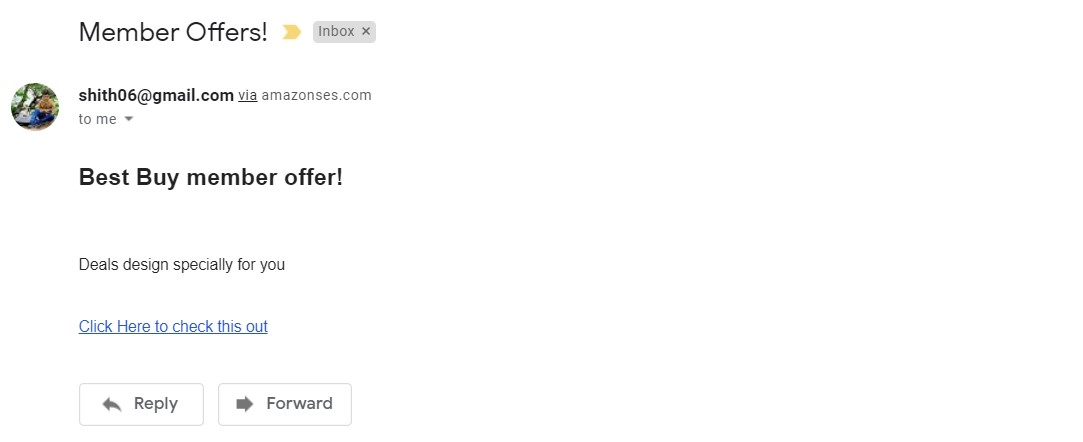 Member Offers! Inbox ×
shith06@gmail.com via amazonses.com
to me
Best Buy member offer!
Deals design specially for you
Click Here to check this out
Reply Forward